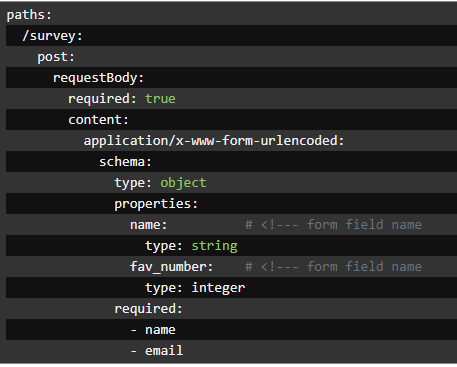 paths:
  /survey:
    post:
      requestBody:
        required: true
        content:
          application/x-www-form-urlencoded:
            schema:
              type: object
              properties:
                name:          # <!--- form field name
                  type: string
                fav_number:    # <!--- form field name
                  type: integer
              required:
                - name
                - email